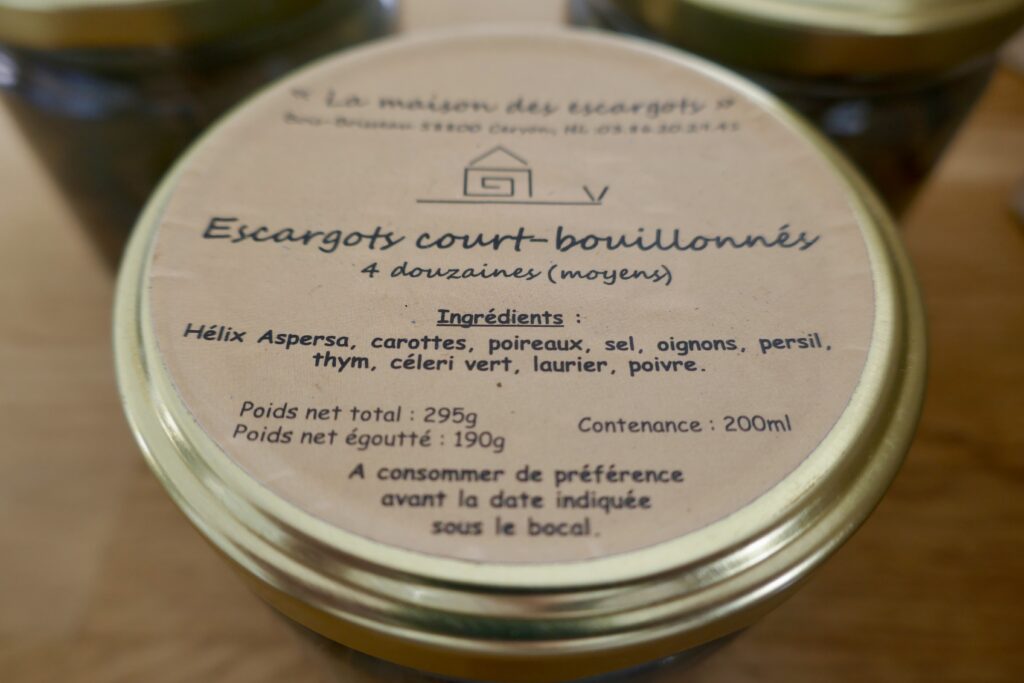 " La maison des escargots "
58800 Cervon,
Escargots court-bouillonnés
4 douzaines (moyens)
Ingrédients :
Hélix Aspersa, carottes, poireaux, sel, oignons, persil,
thym, céleri vert, laurier, poivre.
Poids net total : 295g
Poids net égoutté : 190g
Contenance : 200ml
A consommer de préférence
avant la date indiquée
sous le bocal.